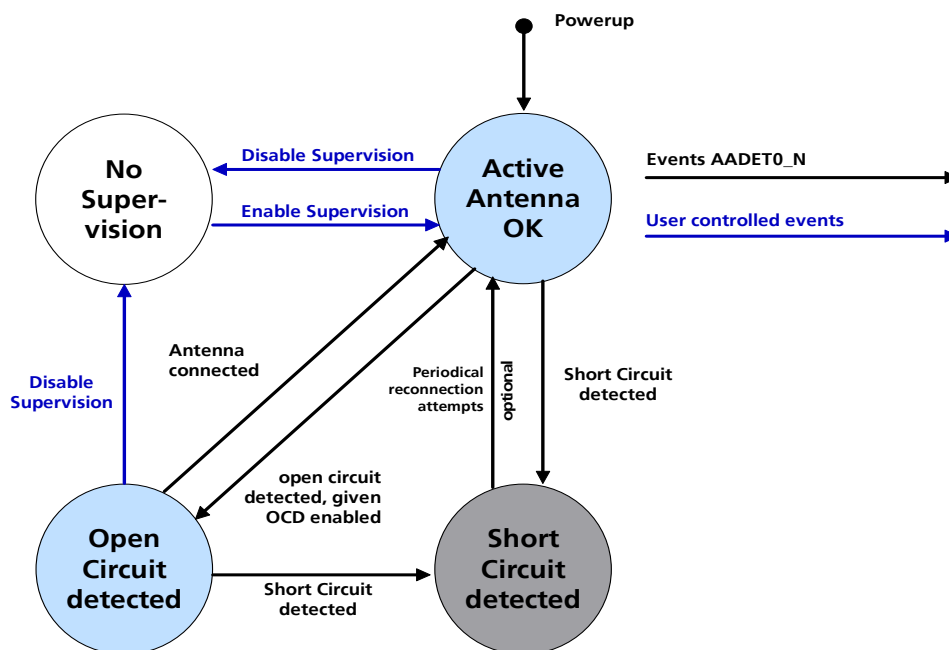 Powerup
No
Super-
vision
Disable Supervision
Enable Supervision
Active
Antenna
OK
Events AADET0_N
User controlled events
Antenna
connected
Disable
Supervision
Periodical
reconnection
attempts
optional
Short Circuit
detected
open circuit
detected, given
OCD enabled
Open
Circuit
detected
Short Circuit
detected
Short
Circuit
detected